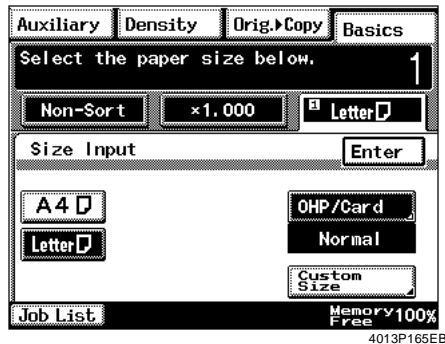 Auxiliary Density Orig.▸Copy Basics
Select the paper size below. 1
Non-Sort ×1.000 1 Letter
Size Input Enter
A4 OHP/Card
Letter Normal
Custom
Size
Job List Memory
Free 100%
4013P165EB